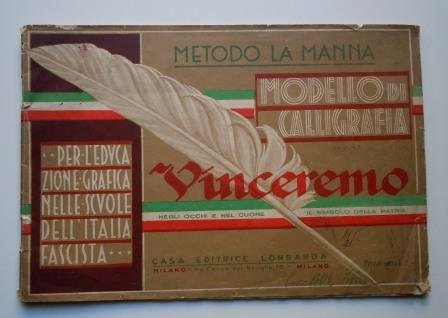 METODO LA MANNA
MODELLO DI
CALLIGRAFIA
··PER·L'EDVCA
ZIONE·GRAFICA
NELLE·SCVOLE
DELL'ITALIA
FASCISTA···
Vinceremo
NEGLI OCCHI E NEL CUORE IL SIMBOLO DELLA PATRIA
CASA EDITRICE LOMBARDA
MILANO MILANO